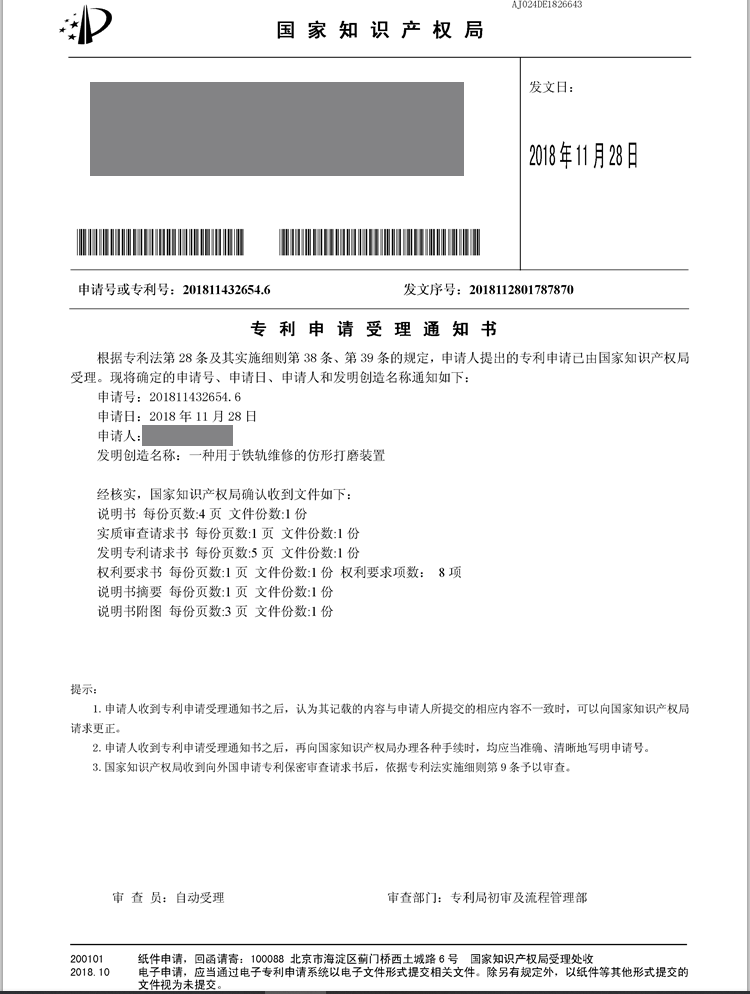 AJ024DE1826643
国家知识产权局
发文日：
2018年11月28日
申请号或专利号：201811432654.6
发文序号：2018112801787870
专利申请受理通知书
根据专利法第28条及其实施细则第38条、第39条的规定，申请人提出的专利申请已由国家知识产权局
受理。现将确定的申请号、申请日、申请人和发明创造名称通知如下：
申请号：201811432654.6
申请日：2018年11月28日
申请人：
发明创造名称：一种用于铁轨维修的仿形打磨装置
经核实，国家知识产权局确认收到文件如下：
说明书 每份页数:4 页 文件份数:1 份
实质审查请求书 每份页数:1 页 文件份数:1 份
发明专利请求书 每份页数:5 页 文件份数:1 份
权利要求书 每份页数:1 页 文件份数:1 份 权利要求项数： 8 项
说明书摘要 每份页数:1 页 文件份数:1 份
说明书附图 每份页数:3 页 文件份数:1 份
提示：
1.申请人收到专利申请受理通知书之后，认为其记载的内容与申请人所提交的相应内容不一致时，可以向国家知识产权局
请求更正。
2.申请人收到专利申请受理通知书之后，再向国家知识产权局办理各种手续时，均应当准确、清晰地写明申请号。
3.国家知识产权局收到向外国申请专利保密审查请求书后，依据专利法实施细则第9条予以审查。
审 查 员：自动受理
审查部门：专利局初审及流程管理部
200101 纸件申请，回函请寄：100088 北京市海淀区蓟门桥西土城路6号 国家知识产权局受理处收
2018.10 电子申请，应当通过电子专利申请系统以电子文件形式提交相关文件。除另有规定外，以纸件等其他形式提交的
文件视为未提交。